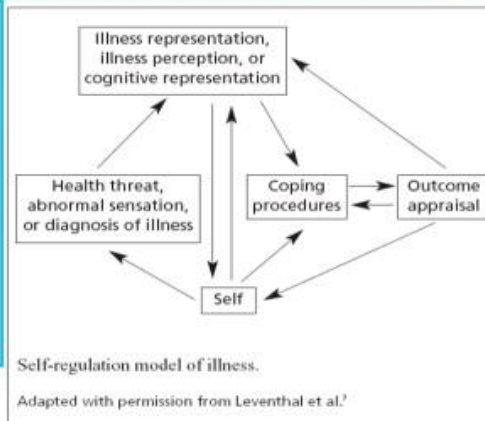 Illness representation,
illness perception, or
cognitive representation
Health threat,
abnormal sensation,
or diagnosis of illness
Coping
procedures
Outcome
appraisal
Self
Self-regulation model of illness.
Adapted with permission from Leventhal et al.⁷